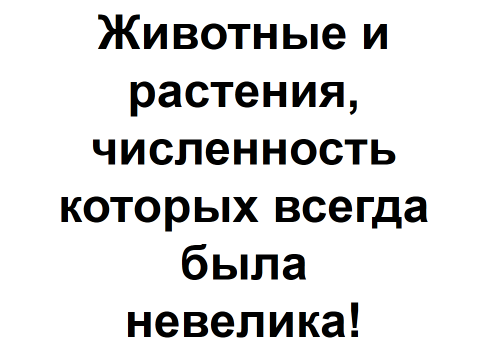 Животные и
растения,
численность
которых всегда
была
невелика!